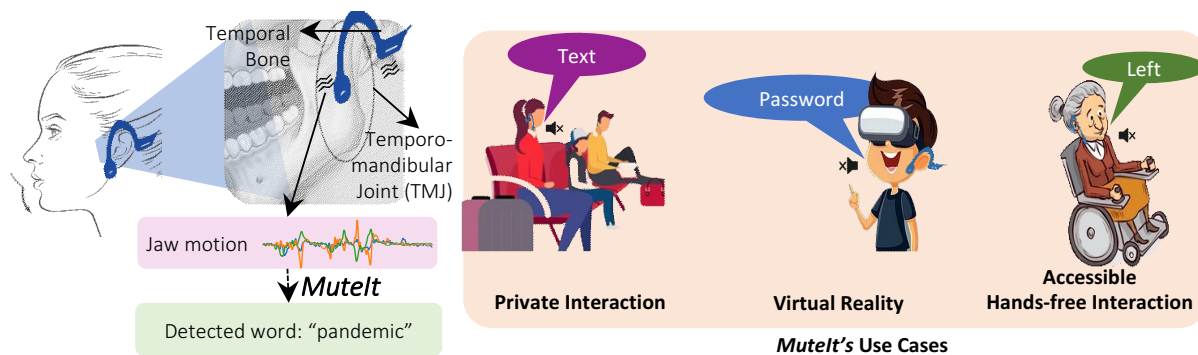 Temporal
Bone
Temporo-
mandibular
Joint (TMJ)
Jaw motion
MuteIt
Detected word: “pandemic”
Text
Password
Left
Private Interaction
Virtual Reality
Accessible
Hands-free Interaction
MuteIt’s Use Cases